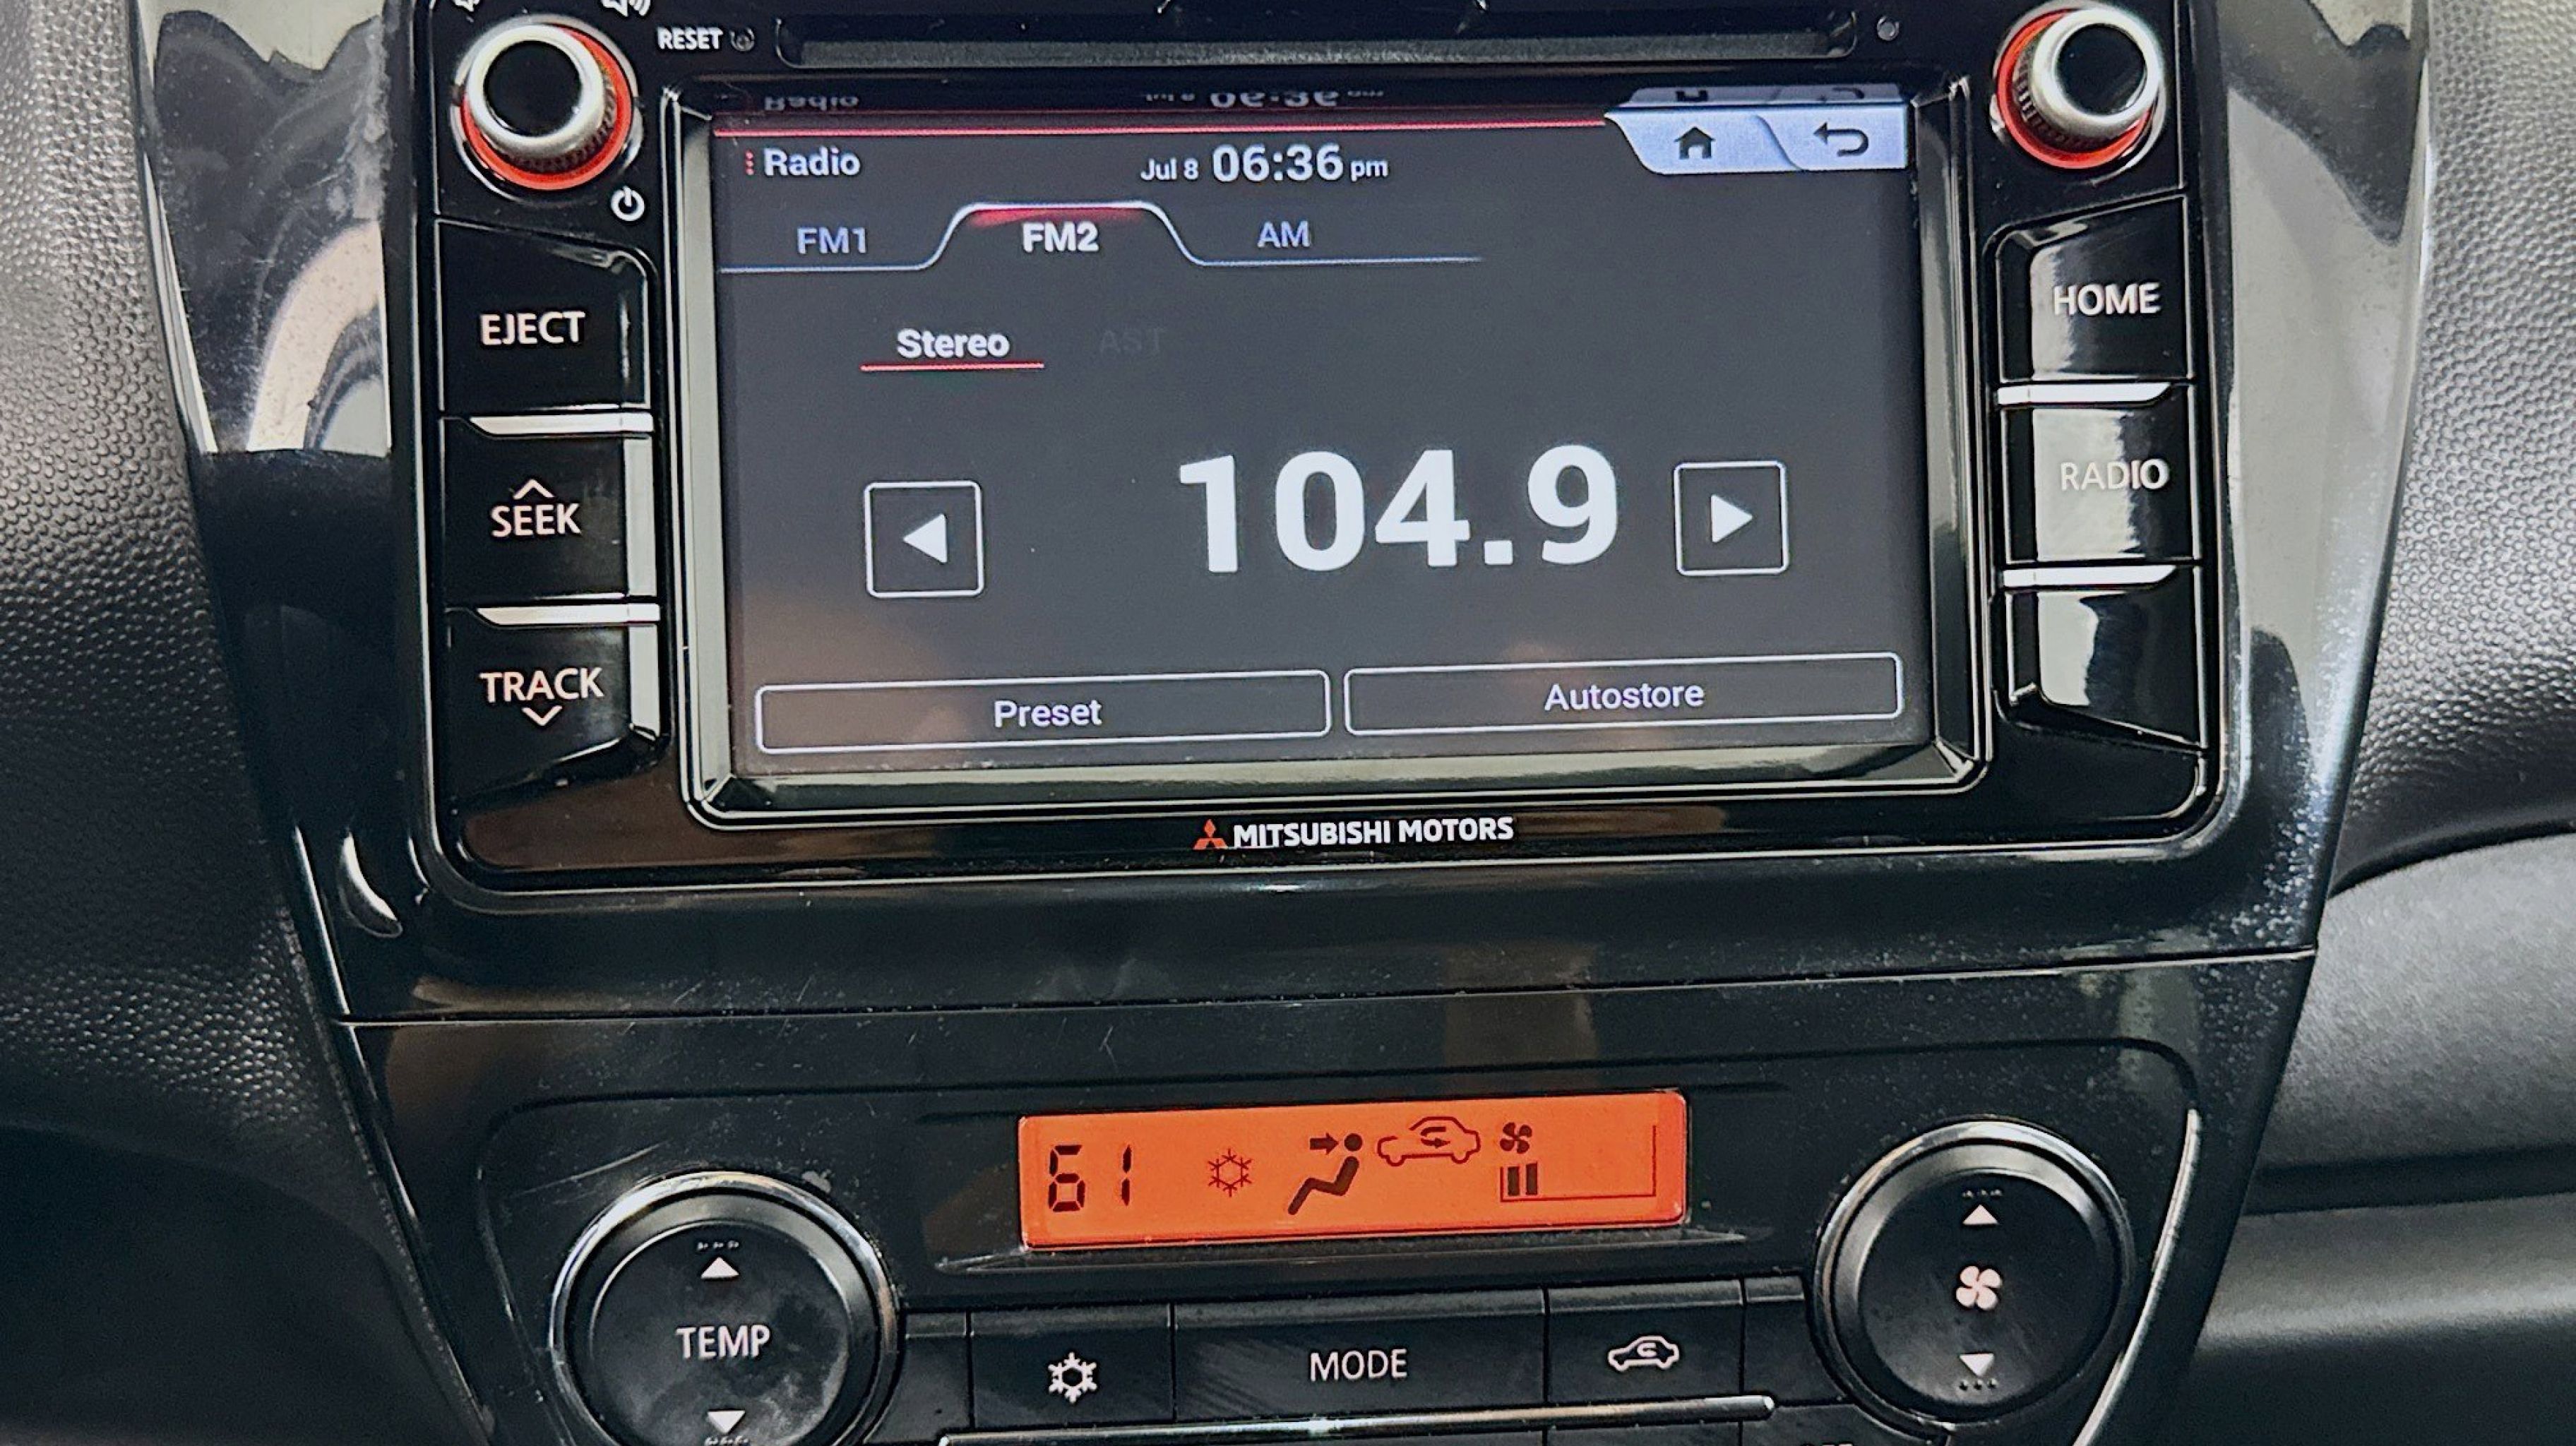 RESET
Radio
Jul 8 06:36 pm
FM1
FM2
AM
Stereo
AST
104.9
Preset
Autostore
EJECT
SEEK
TRACK
HOME
RADIO
MITSUBISHI MOTORS
61
TEMP
MODE